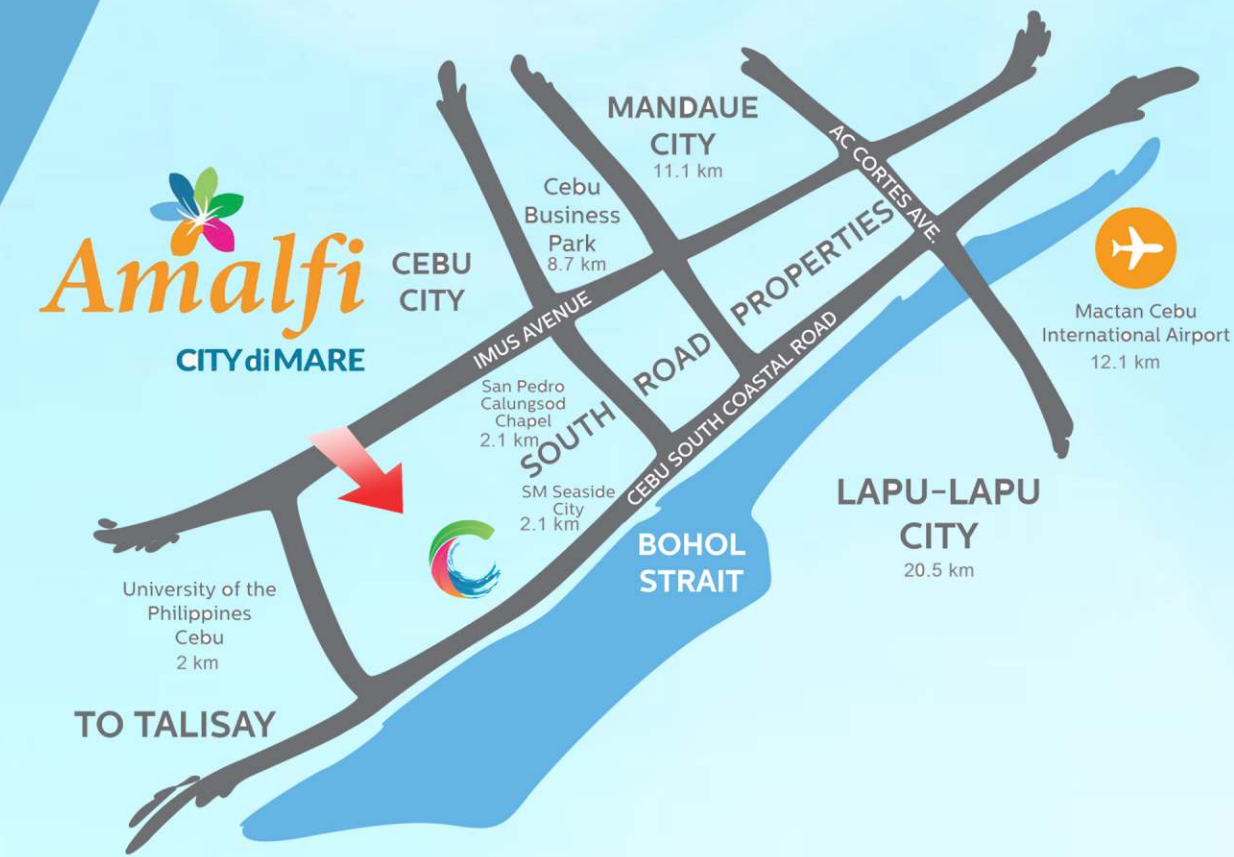 Amalfi
CITY di MARE
CEBU
CITY
Cebu
Business
Park
8.7 km
MANDAUE
CITY
11.1 km
AC CORTES AVE.
Mactan Cebu
International Airport
12.1 km
IMUS AVENUE
SOUTH ROAD PROPERTIES
CEBU SOUTH COASTAL ROAD
San Pedro
Calungsod
Chapel
2.1 km
SM Seaside
City
2.1 km
BOHOL
STRAIT
LAPU-LAPU
CITY
20.5 km
University of the
Philippines
Cebu
2 km
TO TALISAY